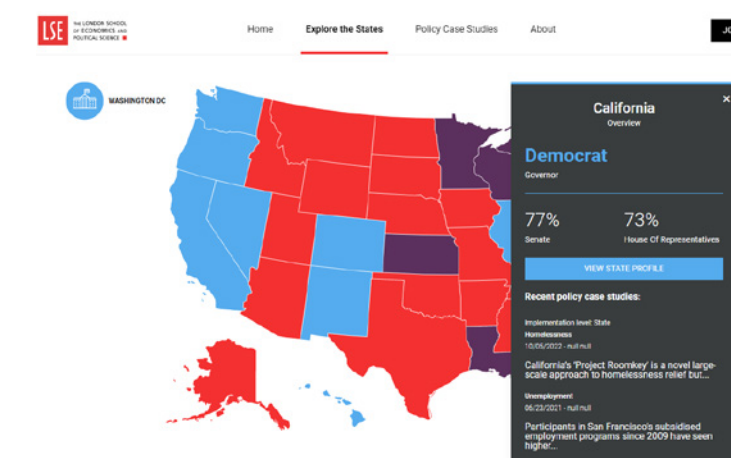 LSE THE LONDON SCHOOL
OF ECONOMICS AND
POLITICAL SCIENCE
Home Explore the States Policy Case Studies About JO
WASHINGTON DC
×
California
Overview
Democrat
Governor
77% 73%
Senate House Of Representatives
VIEW STATE PROFILE
Recent policy case studies:
Implementation level: State
Homelessness
10/05/2022 - null null
California's 'Project Roomkey' is a novel large-
scale approach to homelessness relief but...
Unemployment
06/23/2021 - null null
Participants in San Francisco's subsidised
employment programs since 2009 have seen
higher...